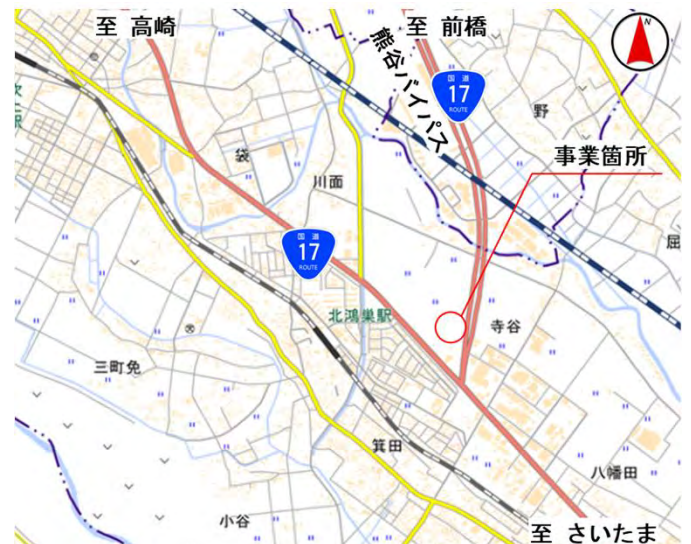 至 高崎
至 前橋
N
熊谷バイパス
国道
17
ROUTE
野
事業箇所
袋
川面
国道
17
ROUTE
屈
北鴻巣駅
寺谷
三町免
箕田
八幡田
小谷
至 さいたま